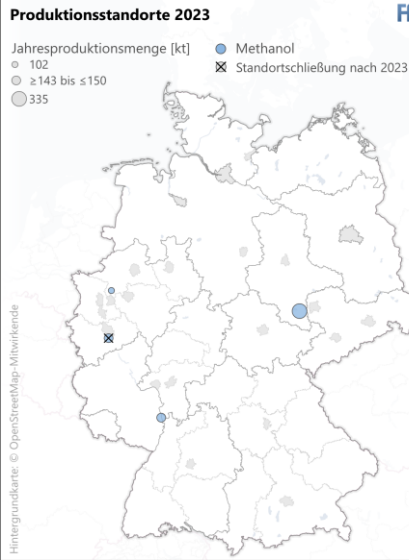 Produktionsstandorte 2023
Jahresproduktionsmenge [kt]
102
≥143 bis ≤150
335
Methanol
Standortschließung nach 2023
Hintergrundkarte: © OpenStreetMap-Mitwirkende